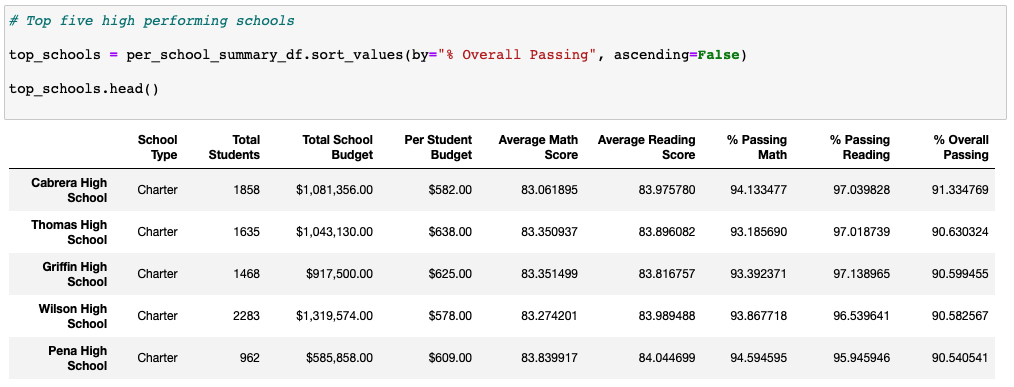 # Top five high performing schools
top_schools = per_school_summary_df.sort_values(by="% Overall Passing", ascending=False)
top_schools.head()
School Type Total Students Total School Budget Per Student Budget Average Math Score Average Reading Score % Passing Math % Passing Reading % Overall Passing
Cabrera High School Charter 1858 $1,081,356.00 $582.00 83.061895 83.975780 94.133477 97.039828 91.334769
Thomas High School Charter 1635 $1,043,130.00 $638.00 83.350937 83.896082 93.185690 97.018739 90.630324
Griffin High School Charter 1468 $917,500.00 $625.00 83.351499 83.816757 93.392371 97.138965 90.599455
Wilson High School Charter 2283 $1,319,574.00 $578.00 83.274201 83.989488 93.867718 96.539641 90.582567
Pena High School Charter 962 $585,858.00 $609.00 83.839917 84.044699 94.594595 95.945946 90.540541